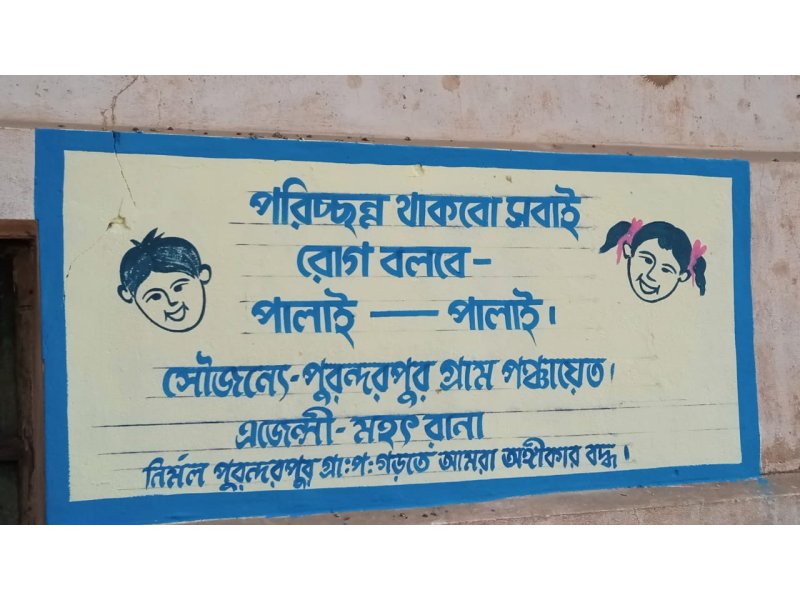 পরিচ্ছন্ন থাকবো সবাই
রোগ বলবে -
পালাই — পালাই।
সৌজন্যে - পুরন্দরপুর গ্রাম পঞ্চায়েত।
এজেন্সী - মহৎ রানা
নির্মল পুরন্দরপুর গ্রা:প: গড়তে আমরা অঙ্গীকার বদ্ধ।